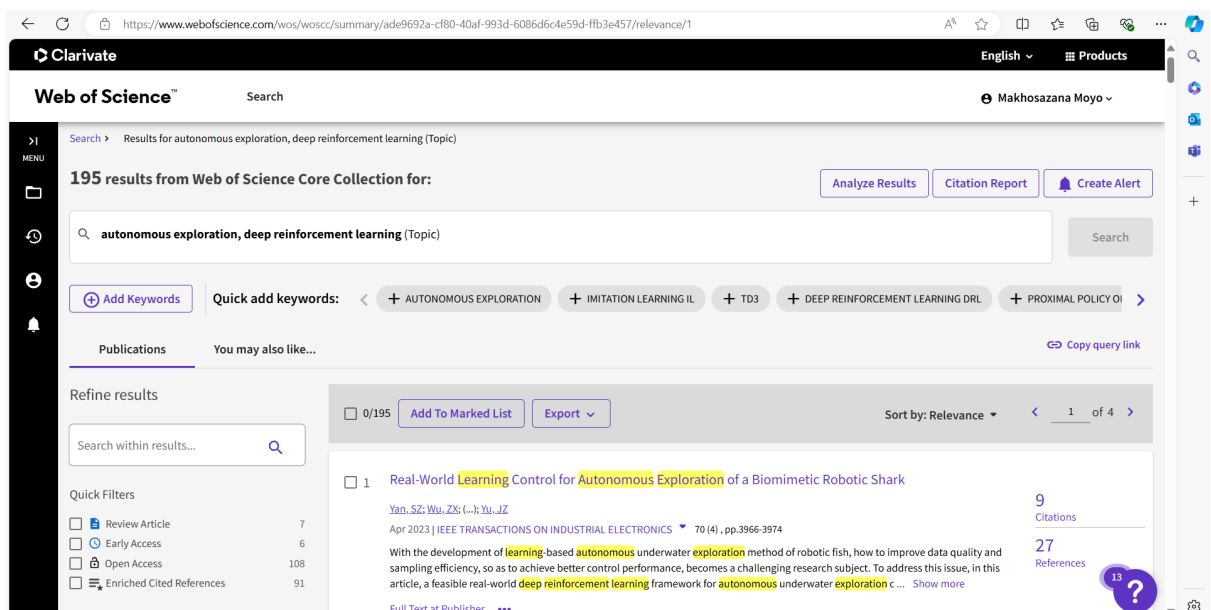 https://www.webofscience.com/wos/woscc/summary/ade9692a-cf80-40af-993d-6086d6c4e59d-ffb3e457/relevance/1
Clarivate
English
Products
Web of Science™
Search
Makhosazana Moyo
MENU
Search > Results for autonomous exploration, deep reinforcement learning (Topic)
195 results from Web of Science Core Collection for:
Analyze Results
Citation Report
Create Alert
autonomous exploration, deep reinforcement learning (Topic)
Search
Add Keywords
Quick add keywords:
+ AUTONOMOUS EXPLORATION
+ IMITATION LEARNING IL
+ TD3
+ DEEP REINFORCEMENT LEARNING DRL
+ PROXIMAL POLICY
Publications
You may also like...
Copy query link
Refine results
0/195
Add To Marked List
Export
Sort by: Relevance
1 of 4
Search within results...
Quick Filters
Review Article 7
Early Access 6
Open Access 108
Enriched Cited References 91
1
Real-World Learning Control for Autonomous Exploration of a Biomimetic Robotic Shark
Yan, SZ; Wu, ZX; (...); Yu, JZ
Apr 2023 | IEEE TRANSACTIONS ON INDUSTRIAL ELECTRONICS 70 (4) , pp.3966-3974
With the development of learning-based autonomous underwater exploration method of robotic fish, how to improve data quality and
sampling efficiency, so as to achieve better control performance, becomes a challenging research subject. To address this issue, in this
article, a feasible real-world deep reinforcement learning framework for autonomous underwater exploration c ... Show more
Full Text at Publisher
9
Citations
27
References
13
?